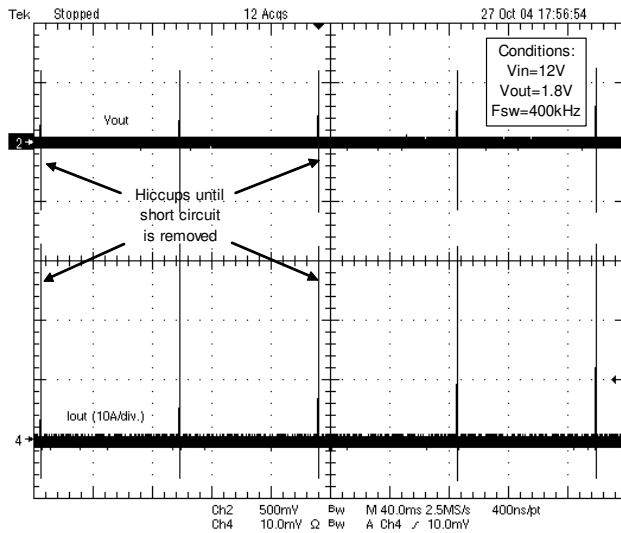 Tek Stopped 12 Acqs 27 Oct 04 17:56:54
Conditions:
Vin=12V
Vout=1.8V
Fsw=400kHz
Vout
2
Hiccups until
short circuit
is removed
Iout (10A/div.)
4
Ch2 500mV Bw M 40.0ms 2.5MS/s 400ns/pt
Ch4 10.0mV Ω Bw A Ch4 10.0mV